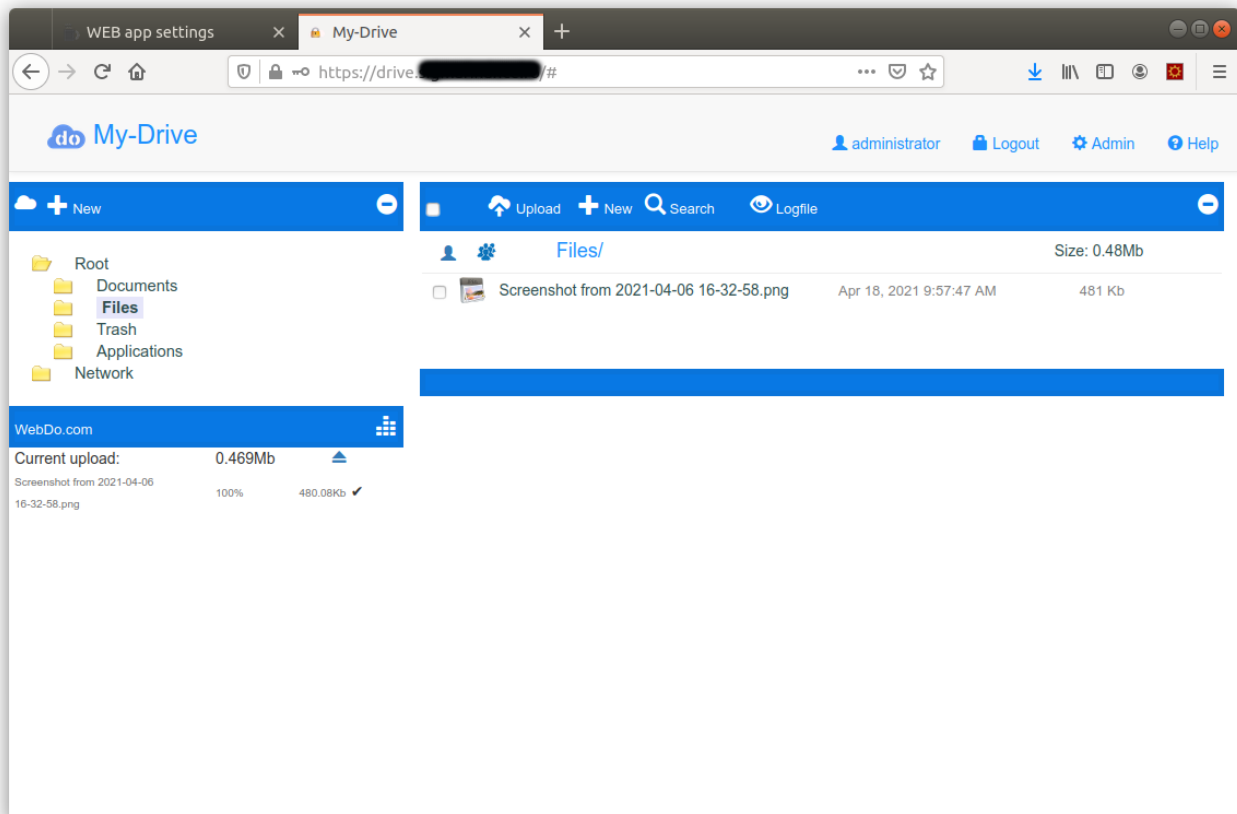 WEB app settings
My-Drive
https://drive.
/#
do My-Drive
administrator Logout Admin Help
New
Upload New Search Logfile
Files/ Size: 0.48Mb
Screenshot from 2021-04-06 16-32-58.png Apr 18, 2021 9:57:47 AM 481 Kb
Root
Documents
Files
Trash
Applications
Network
WebDo.com
Current upload: 0.469Mb
Screenshot from 2021-04-06
16-32-58.png
100% 480.08Kb ✔